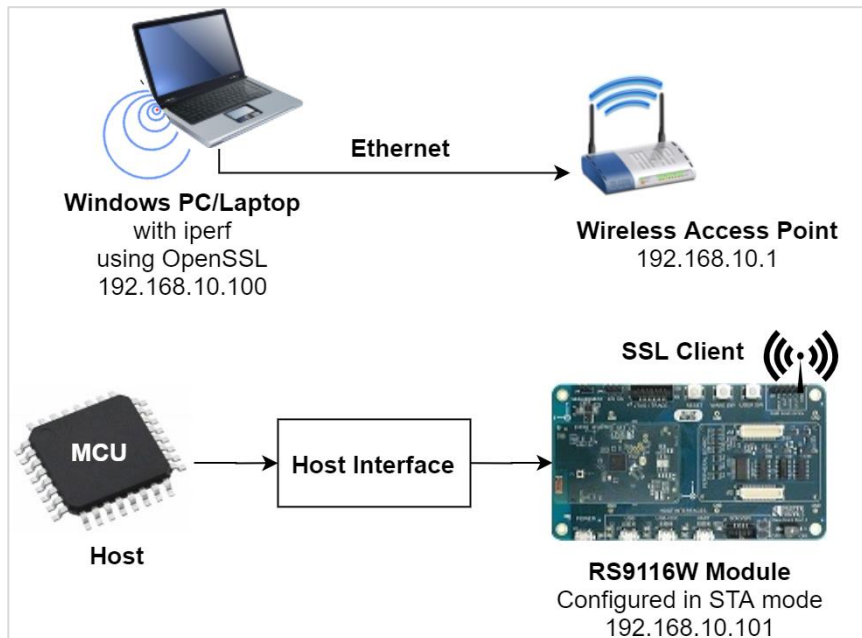 Ethernet
Windows PC/Laptop
with iperf
using OpenSSL
192.168.10.100
Wireless Access Point
192.168.10.1
SSL Client
MCU
Host Interface
Host
RS9116W Module
Configured in STA mode
192.168.10.101